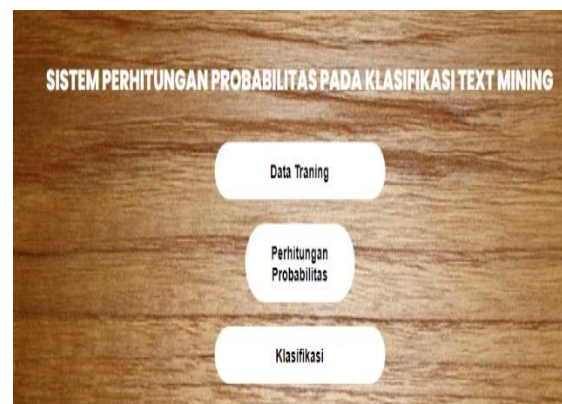 SISTEM PERHITUNGAN PROBABILITAS PADA KLASIFIKASI TEXT MINING
Data Traning
Perhitungan
Probabilitas
Klasifikasi